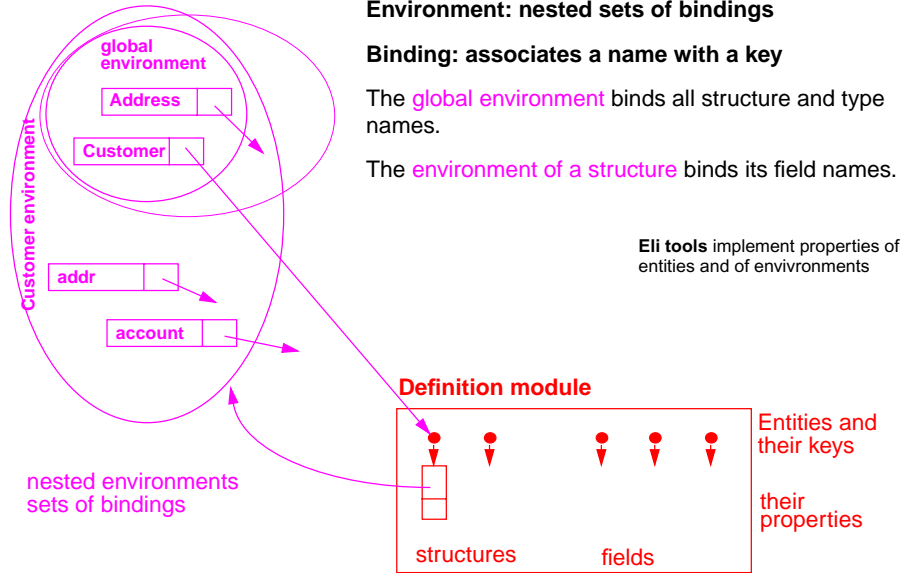 Environment: nested sets of bindings
Binding: associates a name with a key
The global environment binds all structure and type
names.
The environment of a structure binds its field names.
Eli tools implement properties of
entities and of envivronments
global
environment
Address
Customer
Customer environment
addr
account
nested environments
sets of bindings
Definition module
Entities and
their keys
their
properties
structures
fields